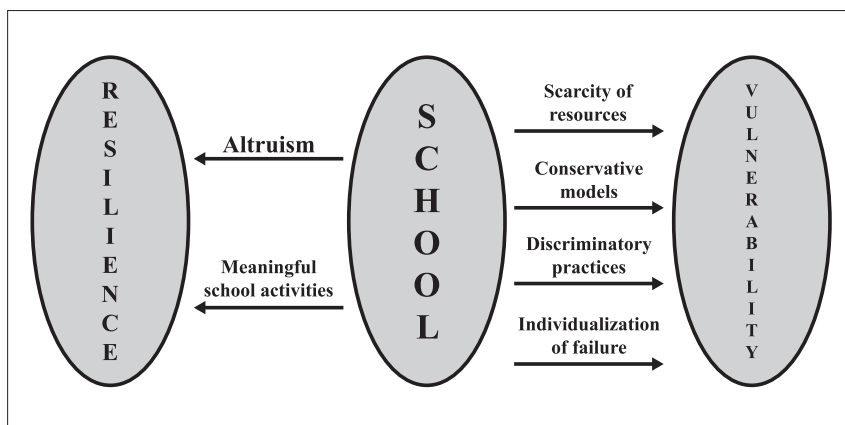 RESILIENCE
Altruism
Meaningful
school activities
SCHOOL
Scarcity of
resources
Conservative
models
Discriminatory
practices
Individualization
of failure
VULNERABILITY